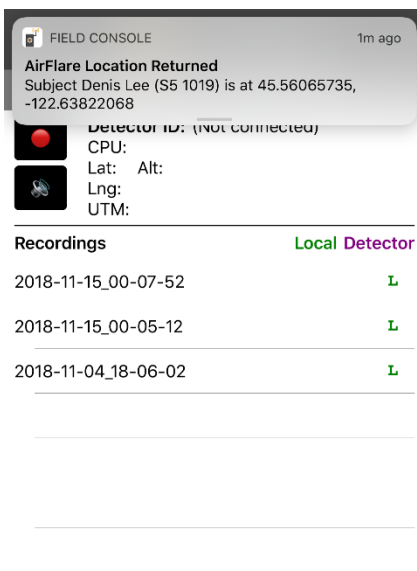 FIELD CONSOLE 1m ago
AirFlare Location Returned
Subject Denis Lee (S5 1019) is at 45.56065735,
-122.63822068
Detector ID: (Not connected)
CPU:
Lat: Alt:
Lng:
UTM:
Recordings Local Detector
2018-11-15_00-07-52 L
2018-11-15_00-05-12 L
2018-11-04_18-06-02 L